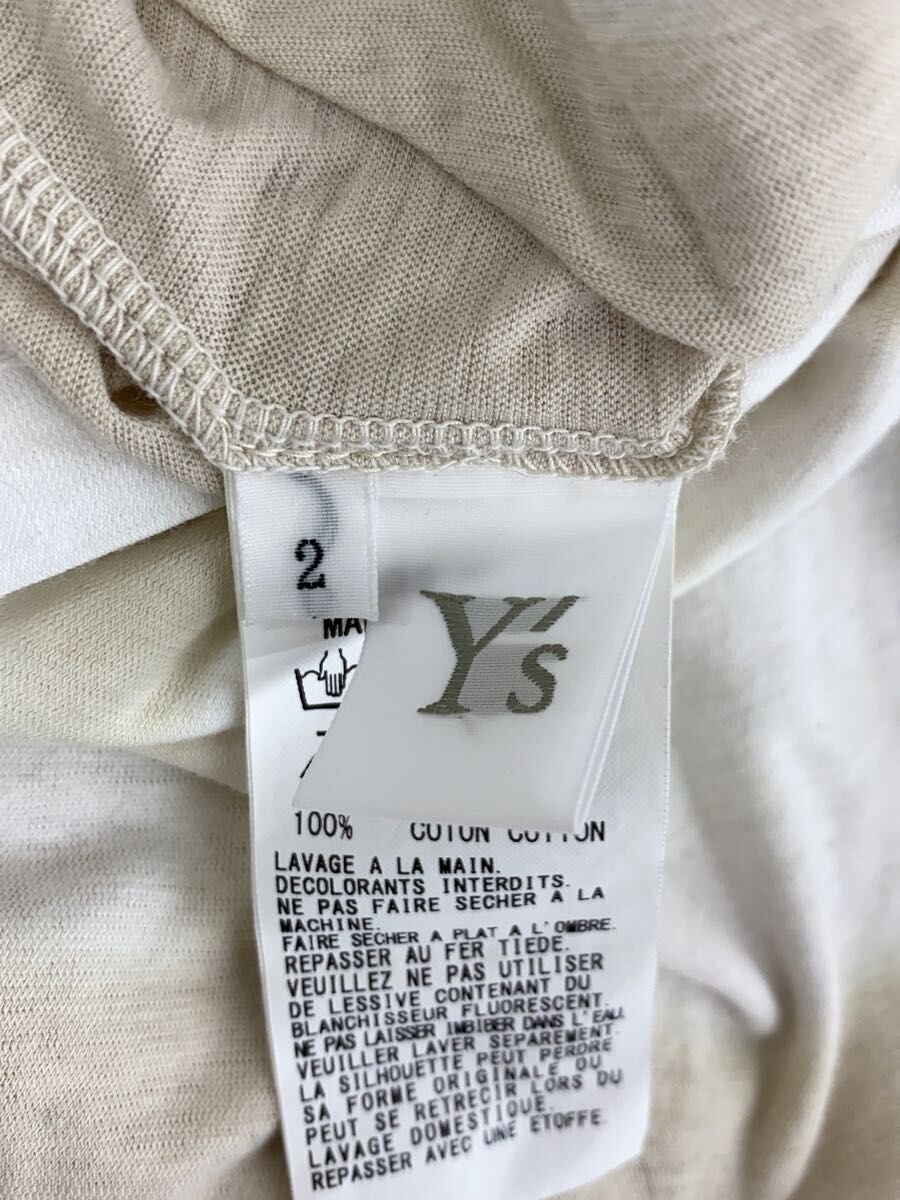 2
Y's
MA
100% COTON COTTON
LAVAGE A LA MAIN.
DECOLORANTS INTERDITS.
NE PAS FAIRE SECHER A LA
MACHINE.
FAIRE SECHER A PLAT A L'OMBRE.
REPASSER AU FER TIEDE.
VEUILLEZ NE PAS UTILISER
DE LESSIVE CONTENANT DU
BLANCHISSEUR FLUORESCENT.
NE PAS LAISSER IMBIBER DANS L'EAU.
VEUILLER LAVER SEPAREMENT.
LA SILHOUETTE PEUT PERDRE
SA FORME ORIGINALE OU
PEUT SE RETRECIR LORS DU
LAVAGE DOMESTIQUE.
REPASSER AVEC UNE ETOFFE.